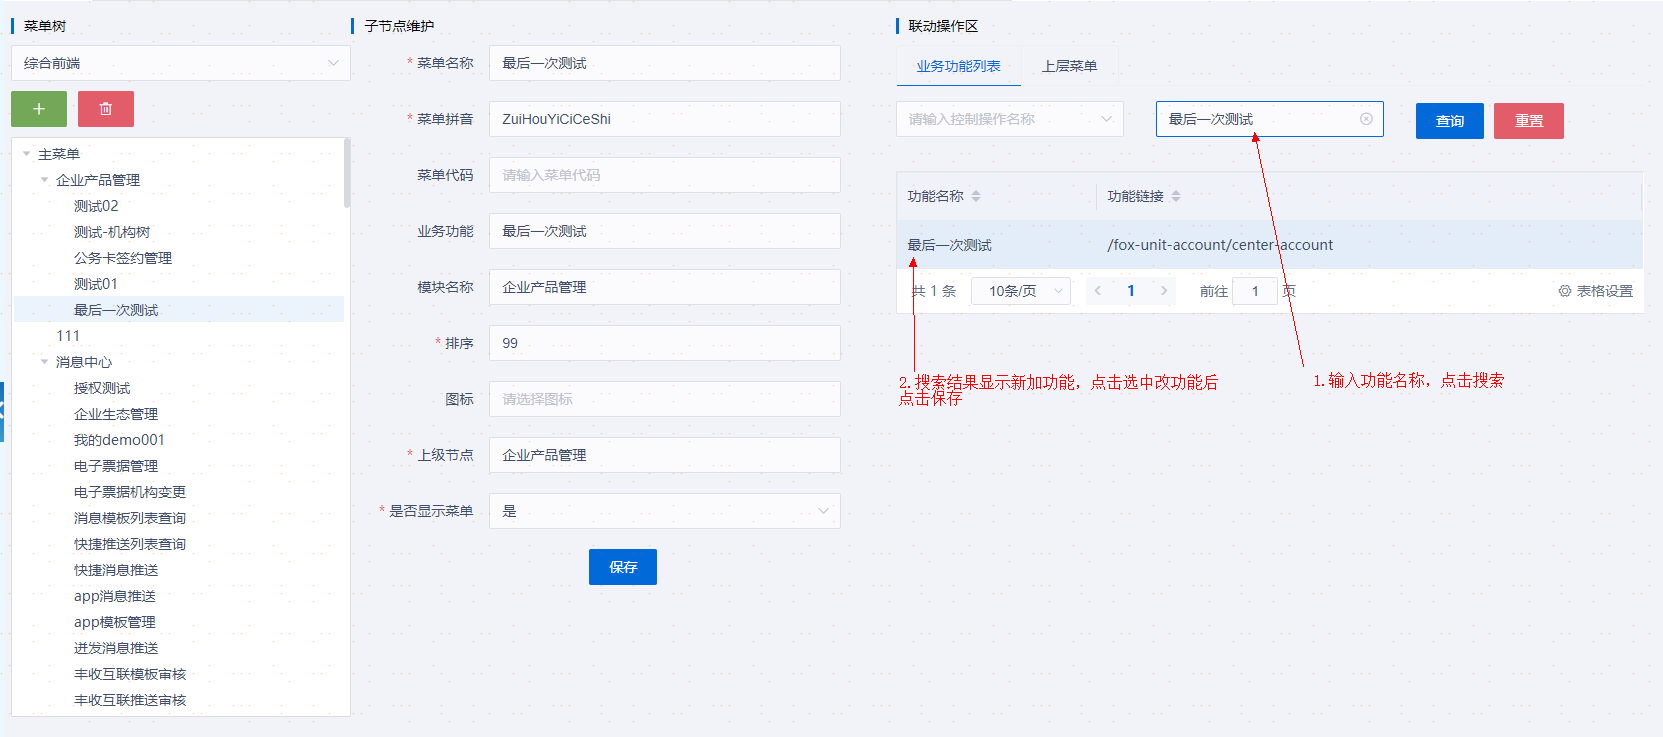 菜单树
综合前端
主菜单
企业产品管理
测试02
测试-机构树
公务卡签约管理
测试01
最后一次测试
111
消息中心
授权测试
企业生态管理
我的demo001
电子票据管理
电子票据机构变更
消息模板列表查询
快捷推送列表查询
快捷消息推送
app消息推送
app模板管理
迸发消息推送
丰收互联模板审核
丰收互联推送审核
子节点维护
* 菜单名称 最后一次测试
* 菜单拼音 ZuiHouYiCiCeShi
菜单代码 请输入菜单代码
业务功能 最后一次测试
模块名称 企业产品管理
* 排序 99
图标 请选择图标
* 上级节点 企业产品管理
* 是否显示菜单 是
保存
联动操作区
业务功能列表 上层菜单
请输入控制操作名称 最后一次测试 查询 重置
功能名称 功能链接
最后一次测试 /fox-unit-account/center-account
共 1 条 10条/页 1 前往 1 页 表格设置
1.输入功能名称，点击搜索
2.搜索结果显示新加功能，点击选中改功能后
点击保存